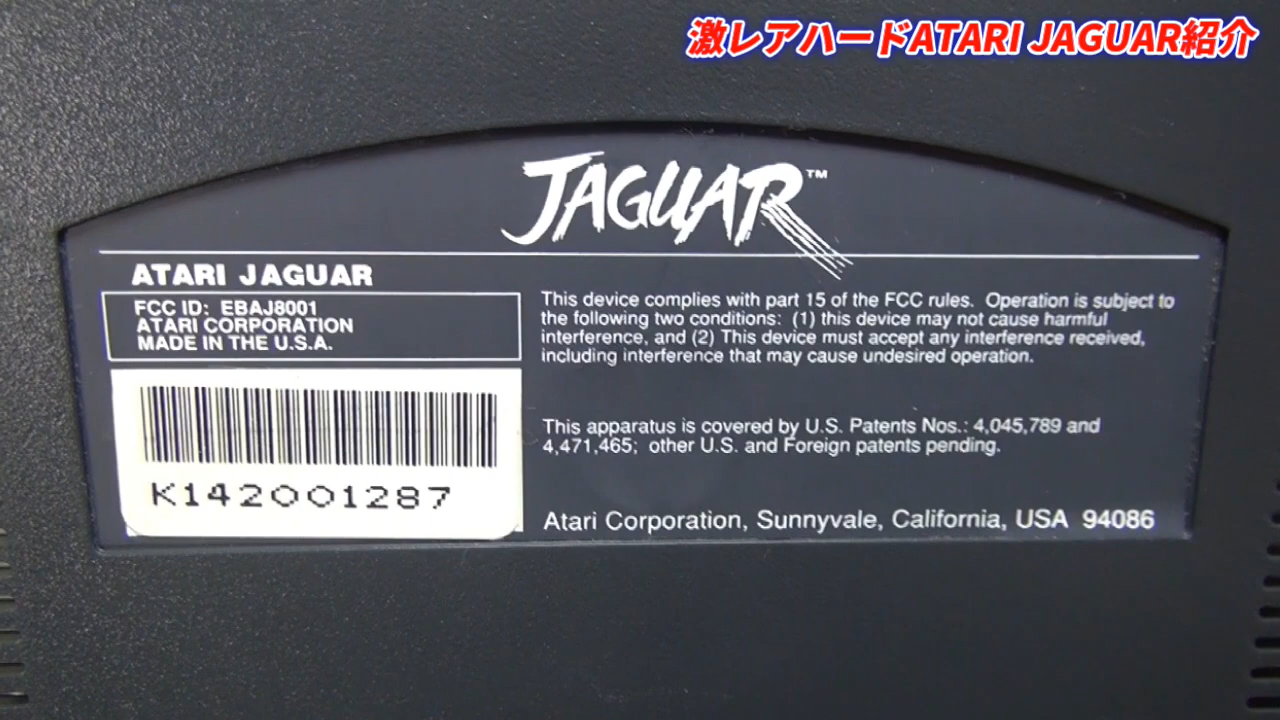 激レアハードATARI JAGUAR紹介
JAGUAR™
ATARI JAGUAR
FCC ID: EBAJ8001
ATARI CORPORATION
MADE IN THE U.S.A.
K142001287
This device complies with part 15 of the FCC rules. Operation is subject to
the following two conditions: (1) this device may not cause harmful
interference, and (2) This device must accept any interference received,
including interference that may cause undesired operation.
This apparatus is covered by U.S. Patents Nos.: 4,045,789 and
4,471,465; other U.S. and Foreign patents pending.
Atari Corporation, Sunnyvale, California, USA 94086